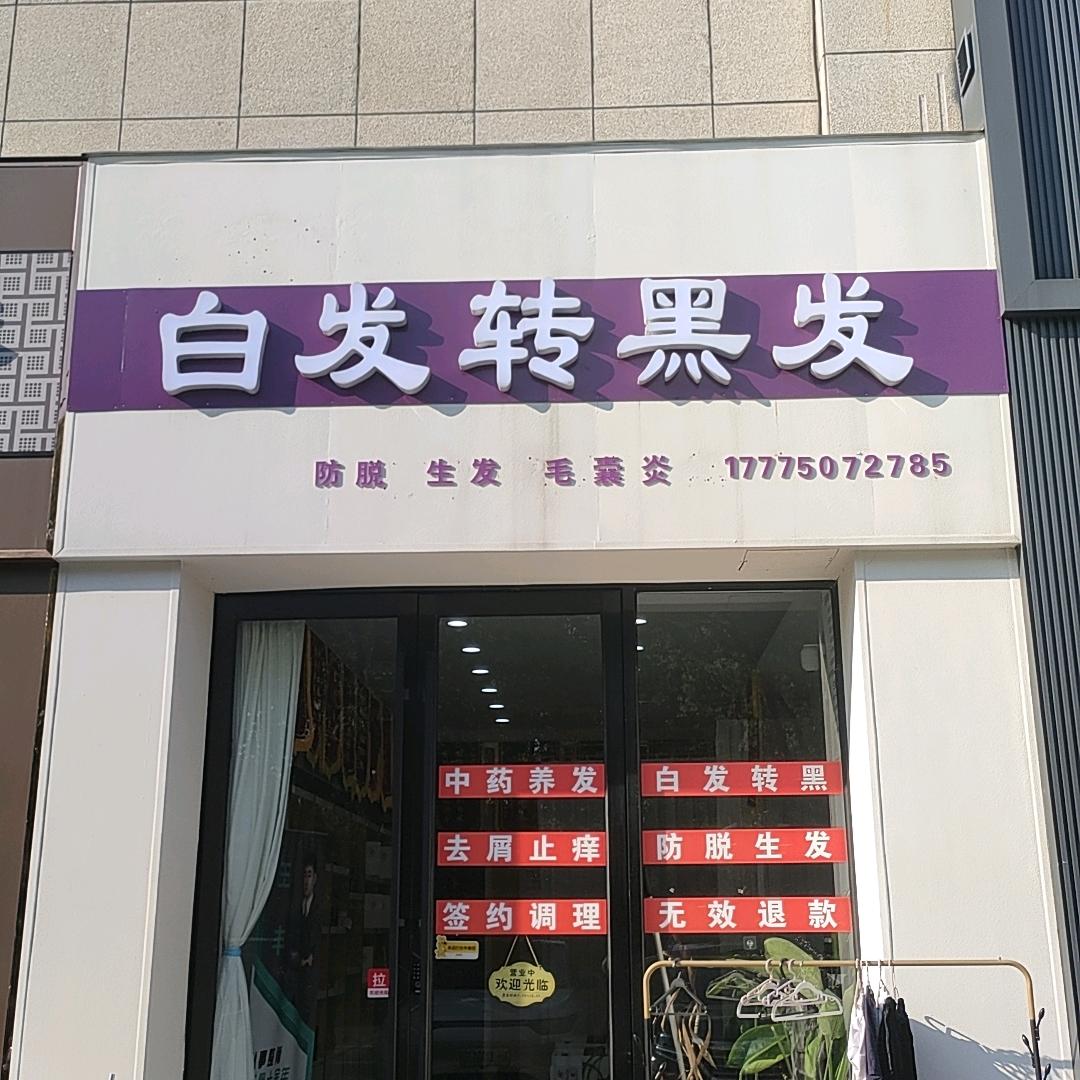 白发转黑发
防脱 生发 毛囊炎 17775072785
中药养发
白发转黑
去屑止痒
防脱生发
签约调理
无效退款
营业中
欢迎光临
拉